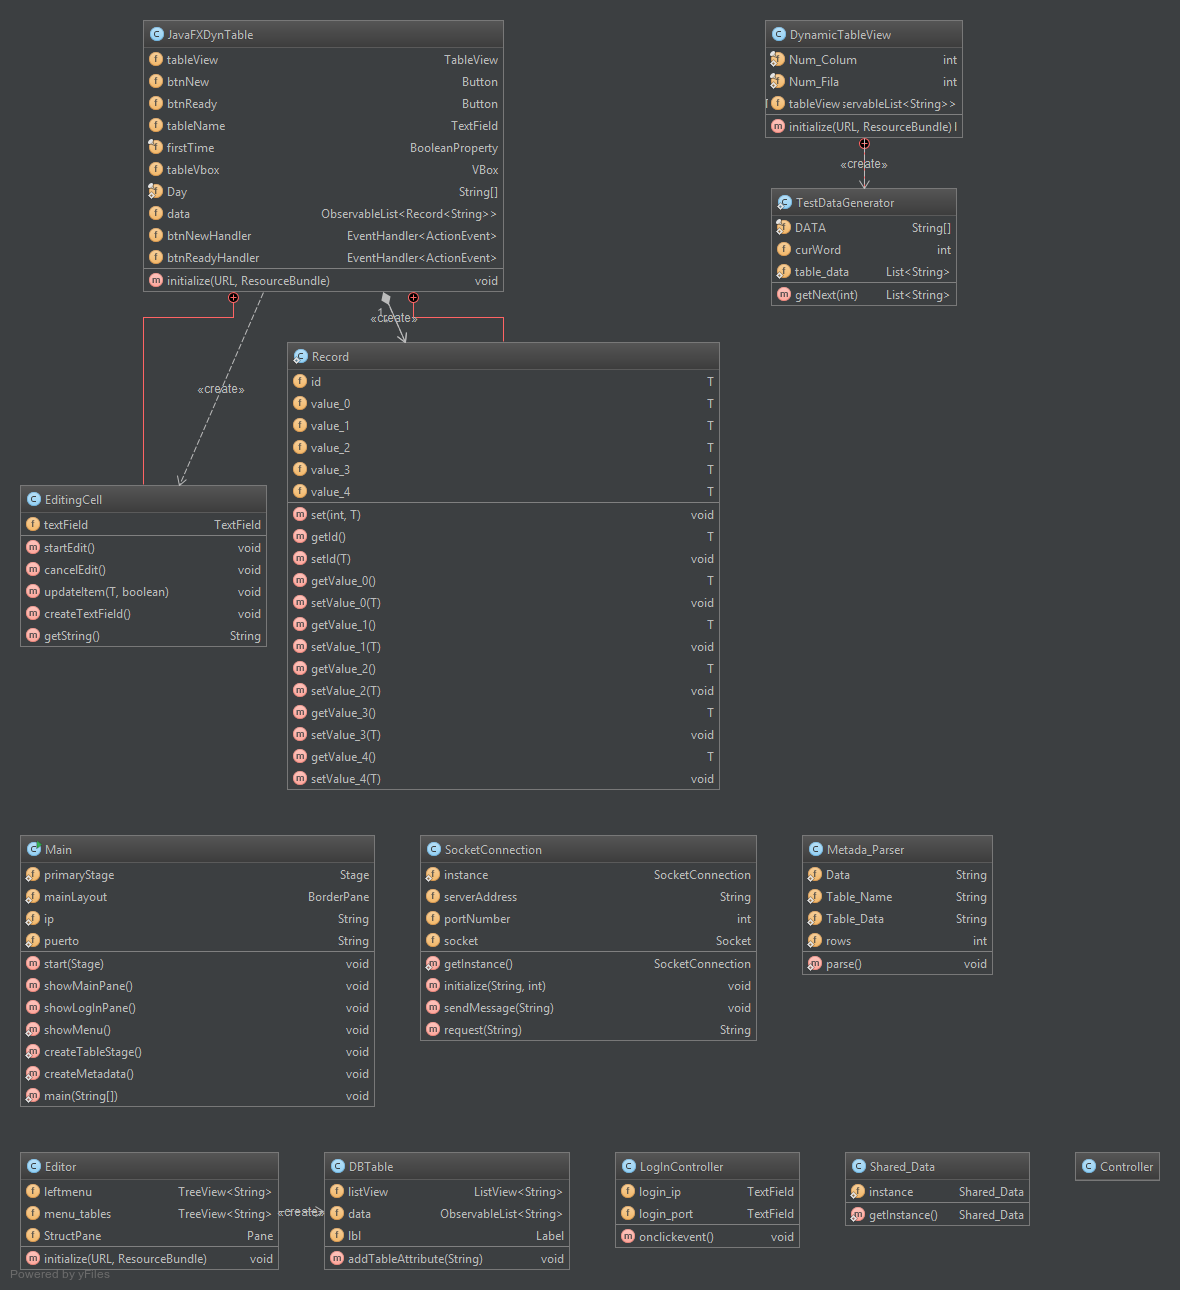 JavaFXDynTable
tableView TableView
btnNew Button
btnReady Button
tableName TextField
firstTime BooleanProperty
tableVbox VBox
Day String[]
data ObservableList<Record<String>>
btnNewHandler EventHandler<ActionEvent>
btnReadyHandler EventHandler<ActionEvent>
initialize(URL, ResourceBundle) void
DynamicTableView
Num_Colum int
Num_Fila int
tableView servableList<String>>
initialize(URL, ResourceBundle)
«create»
TestDataGenerator
DATA String[]
curWord int
table_data List<String>
getNext(int) List<String>
1
«create»
«create»
Record
id T
value_0 T
value_1 T
value_2 T
value_3 T
value_4 T
set(int, T) void
getId() T
setId(T) void
getValue_0() T
setValue_0(T) void
getValue_1() T
setValue_1(T) void
getValue_2() T
setValue_2(T) void
getValue_3() T
setValue_3(T) void
getValue_4() T
setValue_4(T) void
EditingCell
textField TextField
startEdit() void
cancelEdit() void
updateItem(T, boolean) void
createTextField() void
getString() String
Main
primaryStage Stage
mainLayout BorderPane
ip String
puerto String
start(Stage) void
showMainPane() void
showLogInPane() void
showMenu() void
createTableStage() void
createMetadata() void
main(String[]) void
SocketConnection
instance SocketConnection
serverAddress String
portNumber int
socket Socket
getInstance() SocketConnection
initialize(String, int) void
sendMessage(String) void
request(String) String
Metada_Parser
Data String
Table_Name String
Table_Data String
rows int
parse() void
Editor
leftmenu TreeView<String>
menu_tables TreeView<String>
StructPane Pane
initialize(URL, ResourceBundle) void
«create»
DBTable
listView ListView<String>
data ObservableList<String>
lbl Label
addTableAttribute(String) void
LogInController
login_ip TextField
login_port TextField
onclickevent() void
Shared_Data
instance Shared_Data
getInstance() Shared_Data
Controller
Powered by yFiles